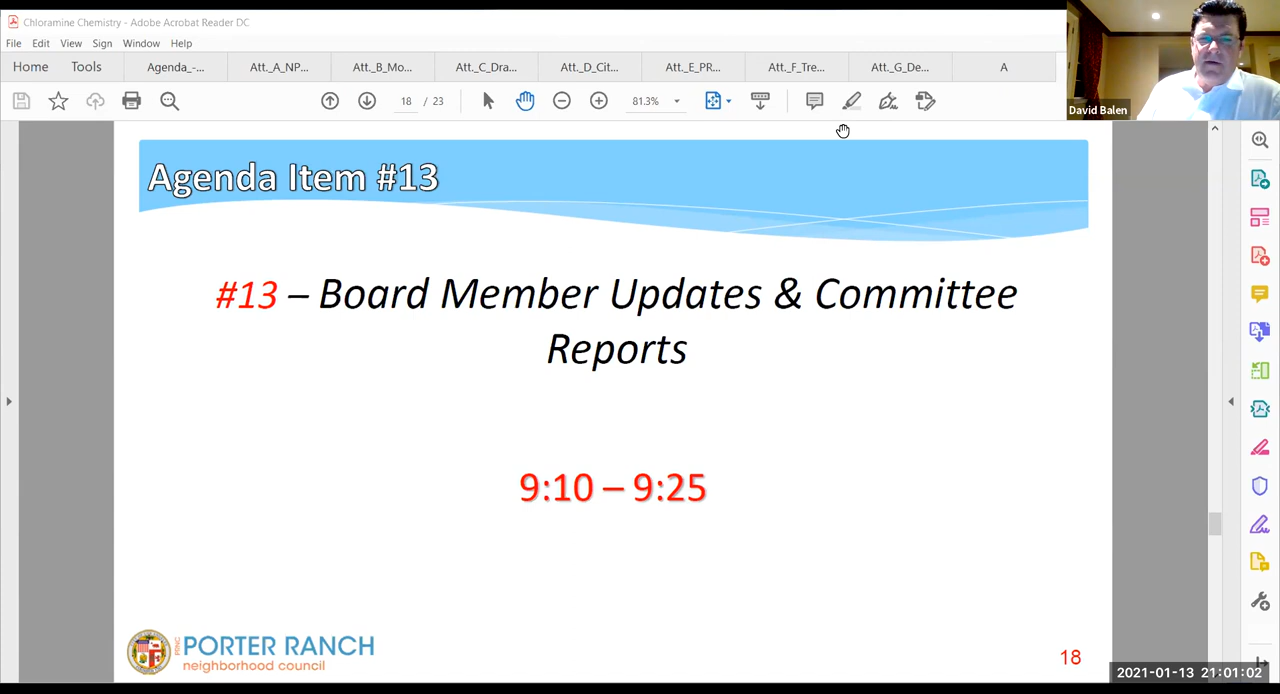 Chloramine Chemistry - Adobe Acrobat Reader DC
File Edit View Sign Window Help
Home Tools Agenda_-... Att._A_NP... Att._B_Mo... Att._C_Dra... Att._D_Cit... Att._E_PR... Att._F_Tre... Att._G_De... A
18 / 23 81.3%
David Balen
Agenda Item #13
#13 – Board Member Updates & Committee
Reports
9:10 – 9:25
PRNC
PORTER RANCH
neighborhood council
18
2021-01-13 21:01:02